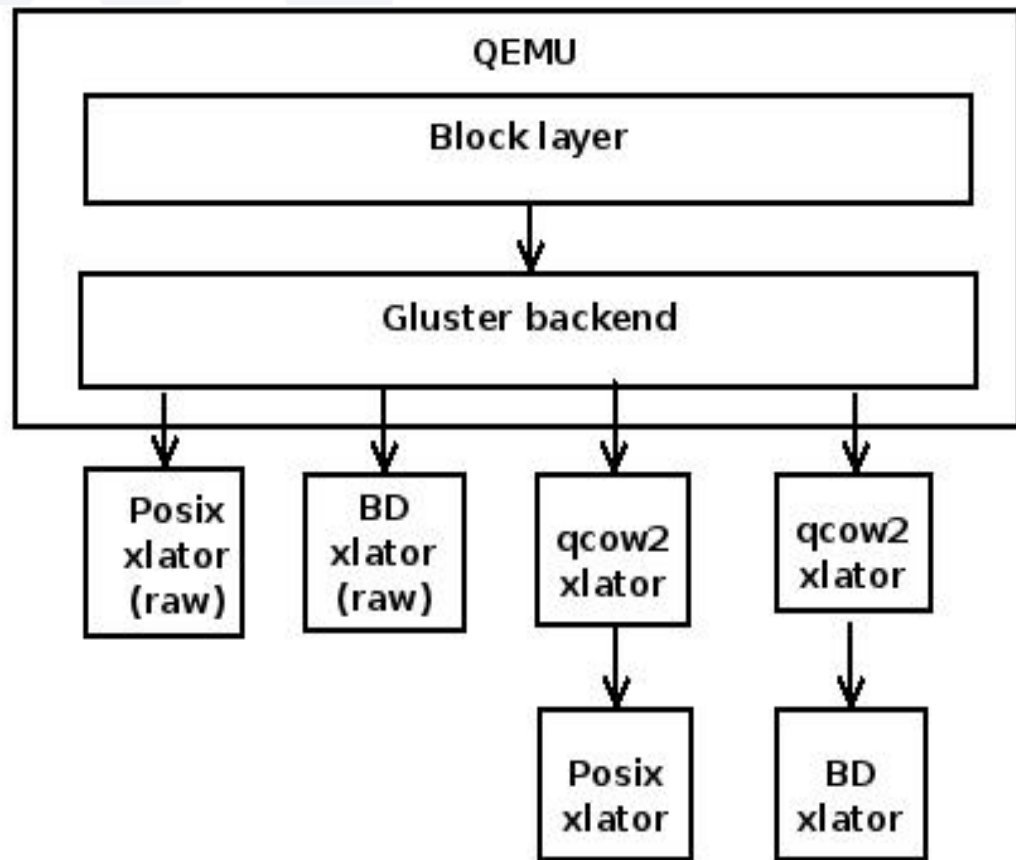 QEMU
Block layer
Gluster backend
Posix
xlator
(raw)
BD
xlator
(raw)
qcow2
xlator
qcow2
xlator
Posix
xlator
BD
xlator